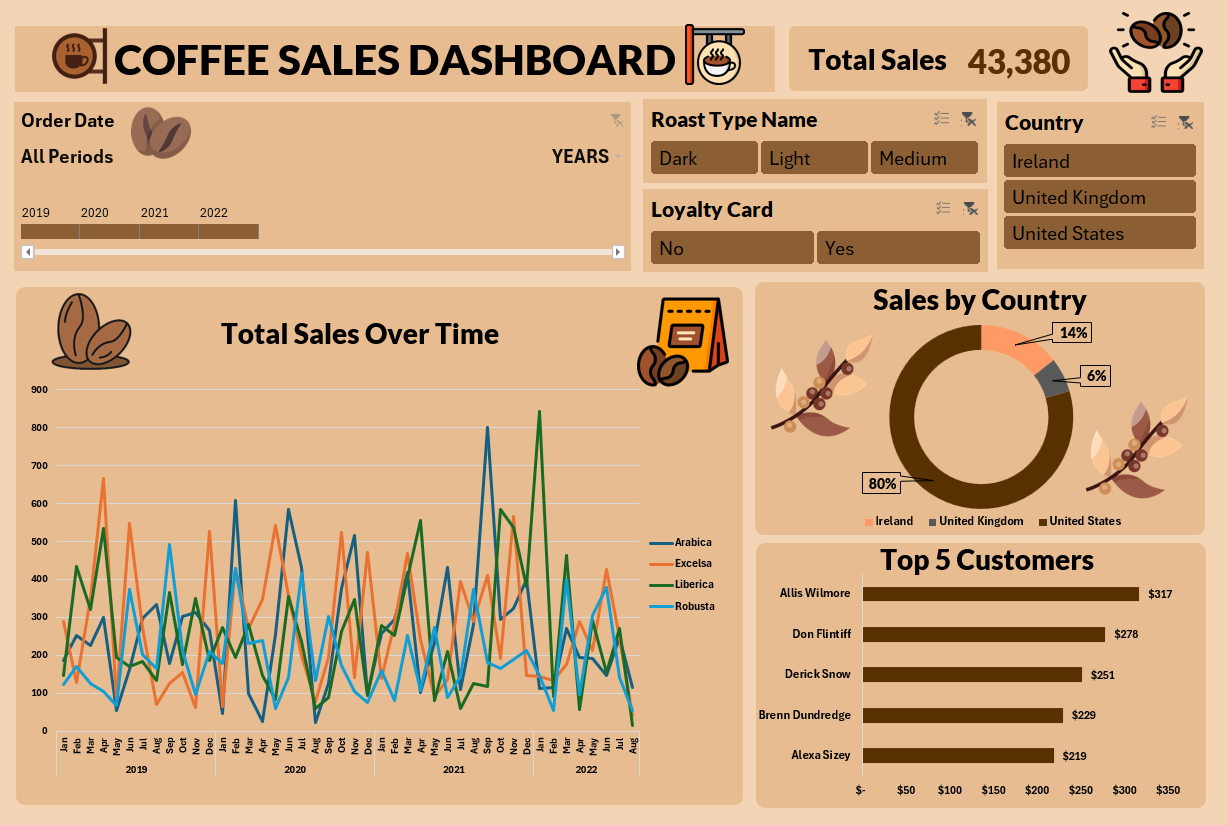 COFFEE SALES DASHBOARD
Total Sales 43,380
Order Date
All Periods
YEARS
2019 2020 2021 2022
Roast Type Name
Dark Light Medium
Loyalty Card
No Yes
Country
Ireland
United Kingdom
United States
Total Sales Over Time
900
800
700
600
500
400
300
200
100
0
Jan Feb Mar Apr May Jun Jul Aug Sep Oct Nov Dec Jan Feb Mar Apr May Jun Jul Aug Sep Oct Dec Jan Feb Mar Apr May Jun Jul Aug Sep Oct Nov Dec Jan Feb Mar Apr May Jun Jul Aug
2019 2020 2021 2022
Arabica
Excelsa
Liberica
Robusta
Sales by Country
14%
6%
80%
Ireland United Kingdom United States
Top 5 Customers
Allis Wilmore $317
Don Flintiff $278
Derick Snow $251
Brenn Dundredge $229
Alexa Sizey $219
$- $50 $100 $150 $200 $250 $300 $350